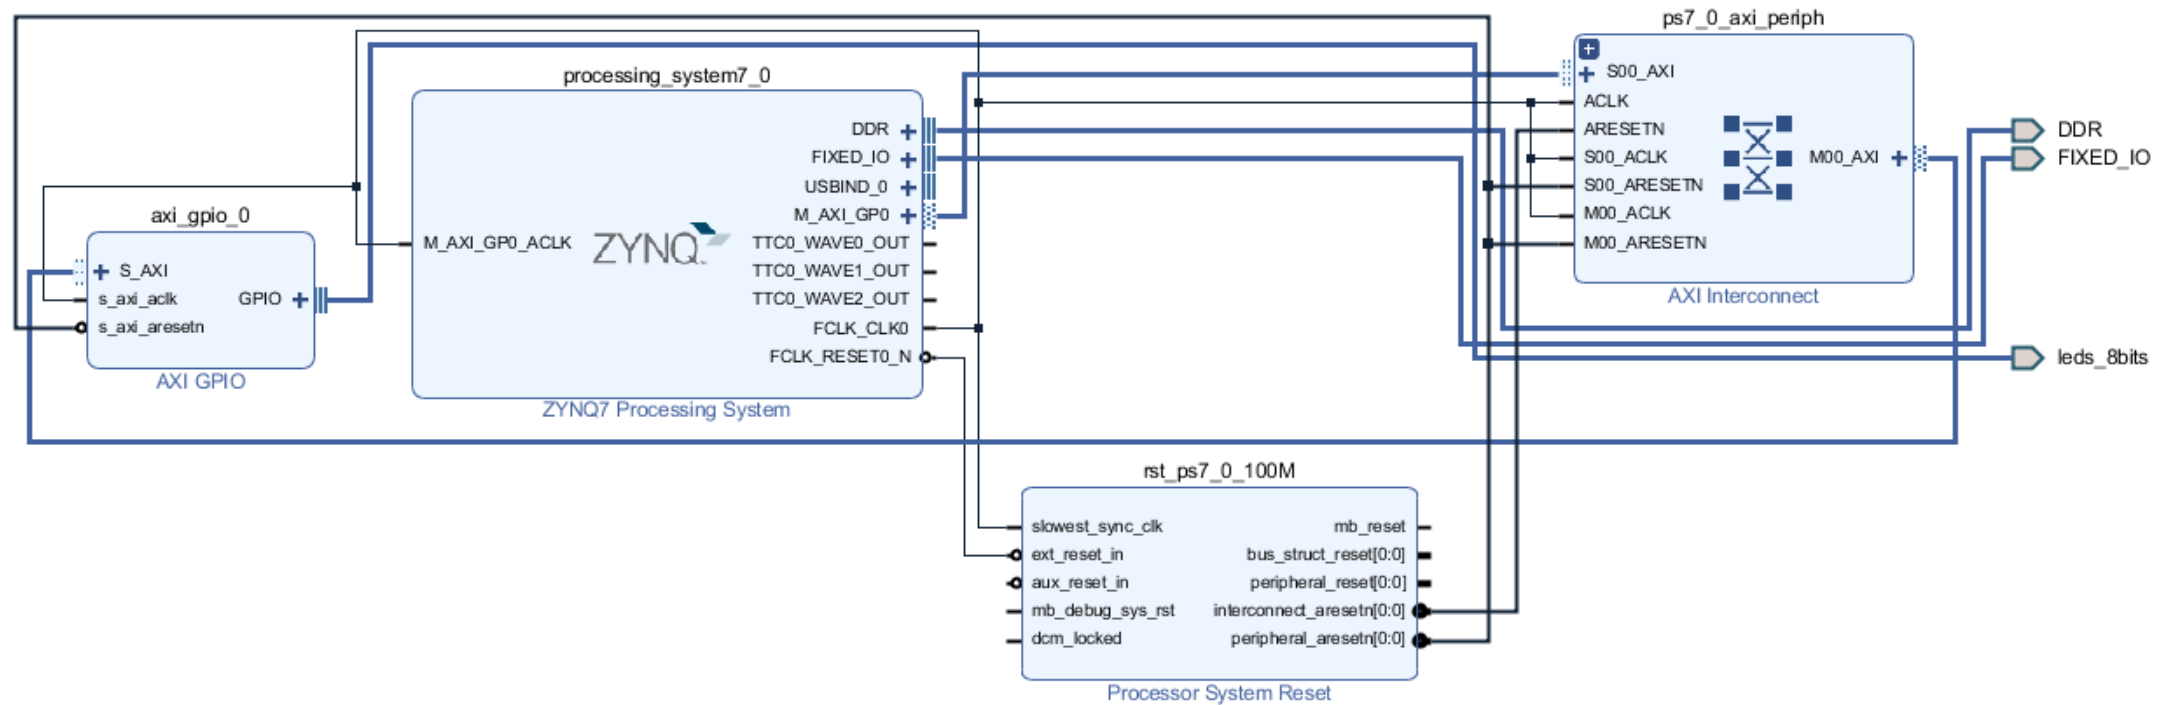 processing_system7_0
DDR
FIXED_IO
USBIND_0
M_AXI_GP0
M_AXI_GP0_ACLK
ZYNQ
TTC0_WAVE0_OUT
TTC0_WAVE1_OUT
TTC0_WAVE2_OUT
FCLK_CLK0
FCLK_RESET0_N
ZYNQ7 Processing System
axi_gpio_0
S_AXI
s_axi_aclk
GPIO
s_axi_aresetn
AXI GPIO
ps7_0_axi_periph
S00_AXI
ACLK
ARESETN
S00_ACLK
M00_AXI
S00_ARESETN
M00_ACLK
M00_ARESETN
AXI Interconnect
DDR
FIXED_IO
leds_8bits
rst_ps7_0_100M
slowest_sync_clk
mb_reset
ext_reset_in
bus_struct_reset[0:0]
aux_reset_in
peripheral_reset[0:0]
mb_debug_sys_rst
interconnect_aresetn[0:0]
dcm_locked
peripheral_aresetn[0:0]
Processor System Reset